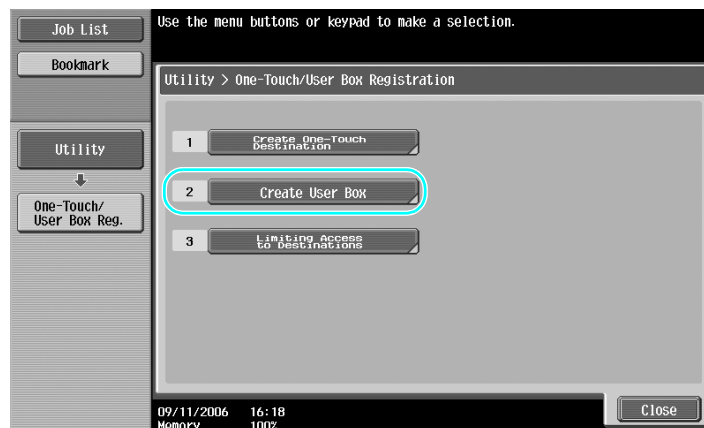 Job List
Bookmark
Use the menu buttons or keypad to make a selection.
Utility > One-Touch/User Box Registration
Utility
One-Touch/
User Box Reg.
1 Create One-Touch
Destination
2 Create User Box
3 Limiting Access
to Destinations
09/11/2006 16:18
Memory 100%
Close